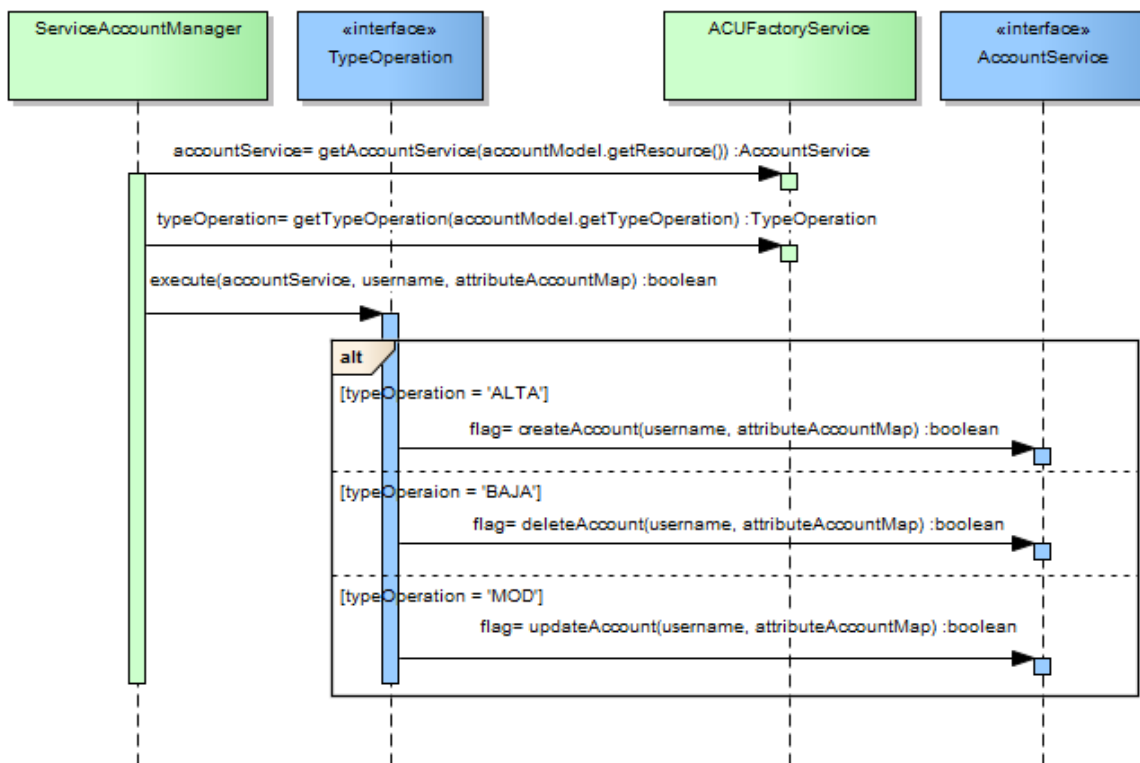 ServiceAccountManager
«interface»
TypeOperation
ACUFactoryService
«interface»
AccountService
accountService= getAccountService(accountModel.getResource()) :AccountService
typeOperation= getTypeOperation(accountModel.getTypeOperation) :TypeOperation
execute(accountService, username, attributeAccountMap) :boolean
alt
[typeOperation = 'ALTA']
flag= createAccount(username, attributeAccountMap) :boolean
[typeOperaion = 'BAJA']
flag= deleteAccount(username, attributeAccountMap) :boolean
[typeOperation = 'MOD']
flag= updateAccount(username, attributeAccountMap) :boolean